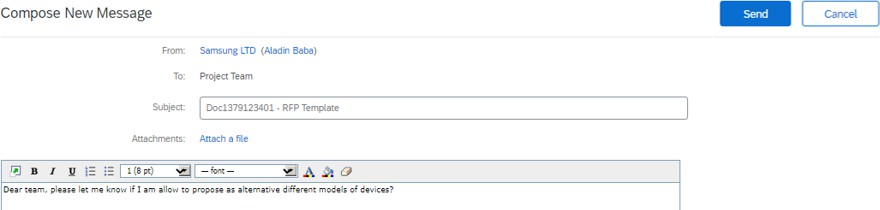 Compose New Message
Send
Cancel
From: Samsung LTD (Aladin Baba)
To: Project Team
Subject: Doc1379123401 - RFP Template
Attachments: Attach a file
B I U 1 (8 pt) — font — A
Dear team, please let me know if I am allow to propose as alternative different models of devices?